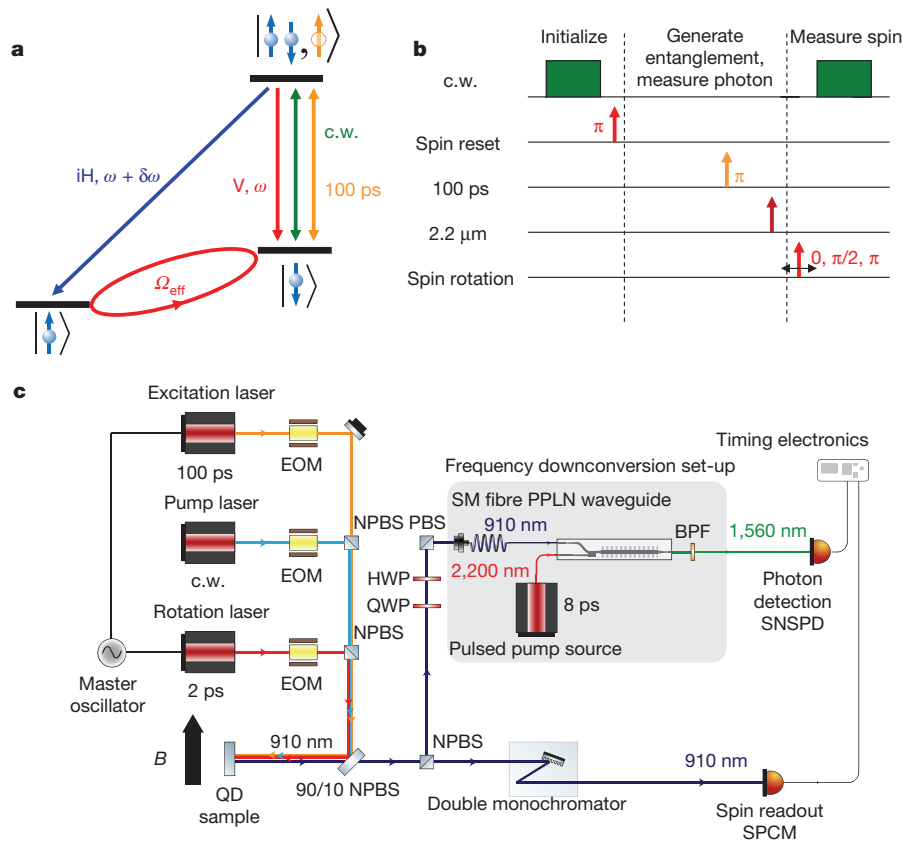 a
iH, ω + δω
V, ω
c.w.
100 ps
Ωeff
b
Initialize
Generate entanglement, measure photon
Measure spin
c.w.
Spin reset
π
100 ps
π
2.2 μm
Spin rotation
0, π/2, π
c
Excitation laser
100 ps
EOM
Pump laser
c.w.
EOM
Rotation laser
2 ps
EOM
Master
oscillator
B
QD
sample
910 nm
90/10 NPBS
NPBS
NPBS
PBS
HWP
QWP
NPBS
Frequency downconversion set-up
SM fibre PPLN waveguide
910 nm
2,200 nm
8 ps
Pulsed pump source
BPF
1,560 nm
Timing electronics
Photon
detection
SNSPD
Double monochromator
910 nm
Spin readout
SPCM